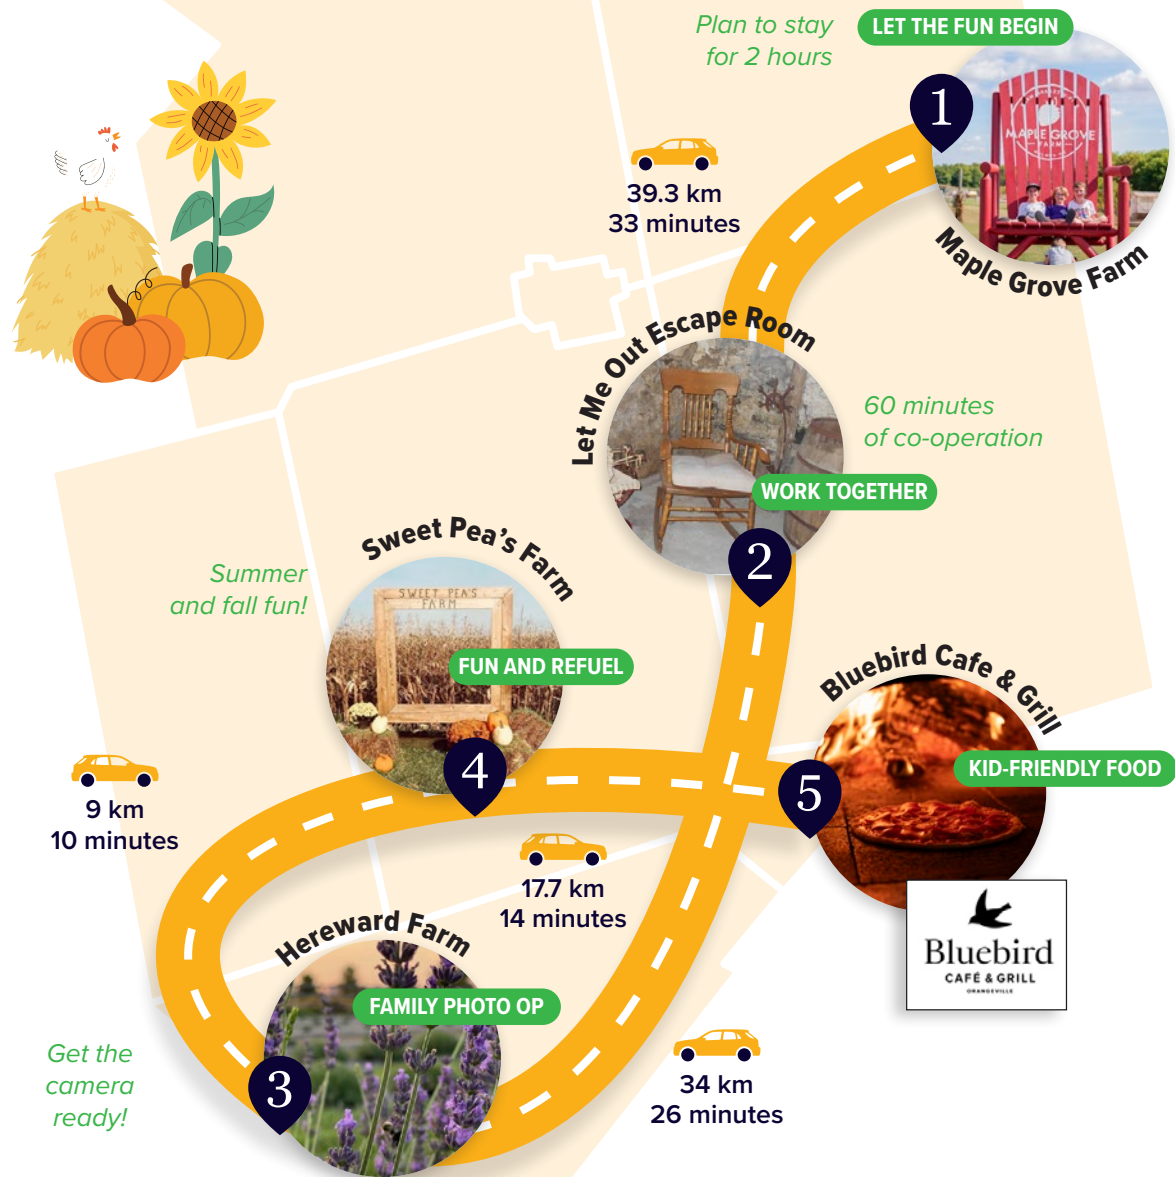 Plan to stay
for 2 hours
LET THE FUN BEGIN
1
MAPLE GROVE
FARM
Maple Grove Farm
39.3 km
33 minutes
Let Me Out Escape Room
60 minutes
of co-operation
WORK TOGETHER
2
Sweet Pea's Farm
SWEET PEA'S
FARM
Summer
and fall fun!
FUN AND REFUEL
4
Bluebird Cafe & Grill
KID-FRIENDLY FOOD
5
9 km
10 minutes
17.7 km
14 minutes
Bluebird
CAFÉ & GRILL
ORANGEVILLE
Hereward Farm
FAMILY PHOTO OP
3
Get the
camera
ready!
34 km
26 minutes